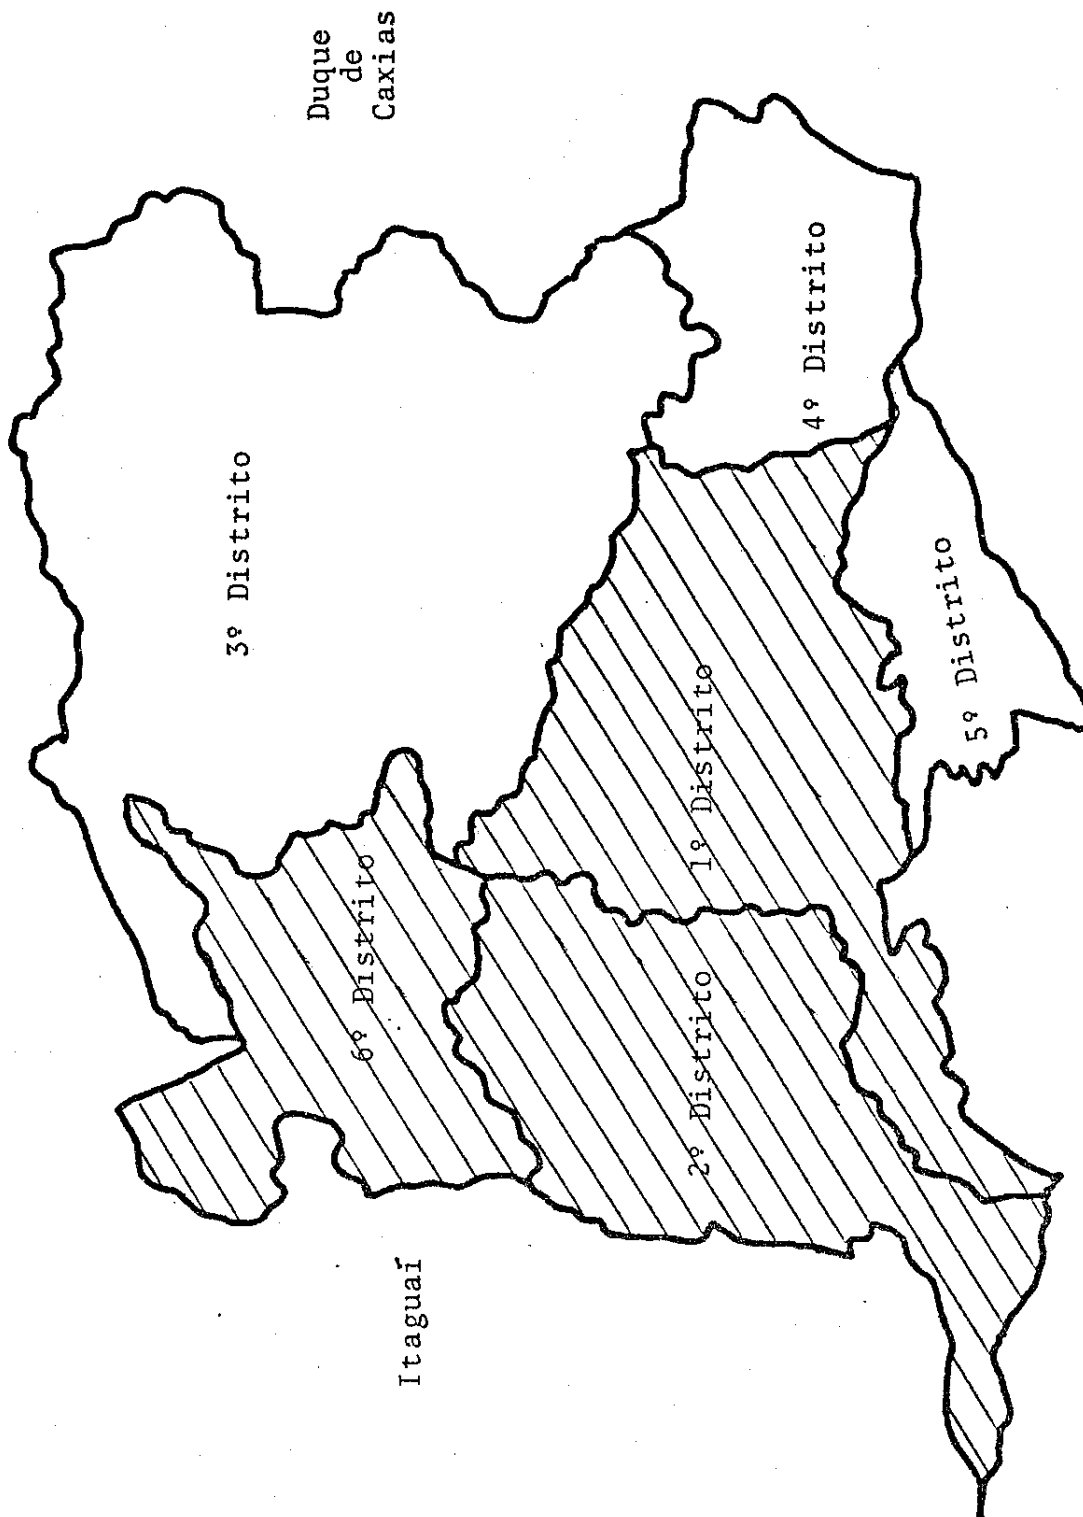 Duque
de
Caxias
3º Distrito
4º Distrito
5º Distrito
1º Distrito
6º Distrito
2º Distrito
Itaguaí